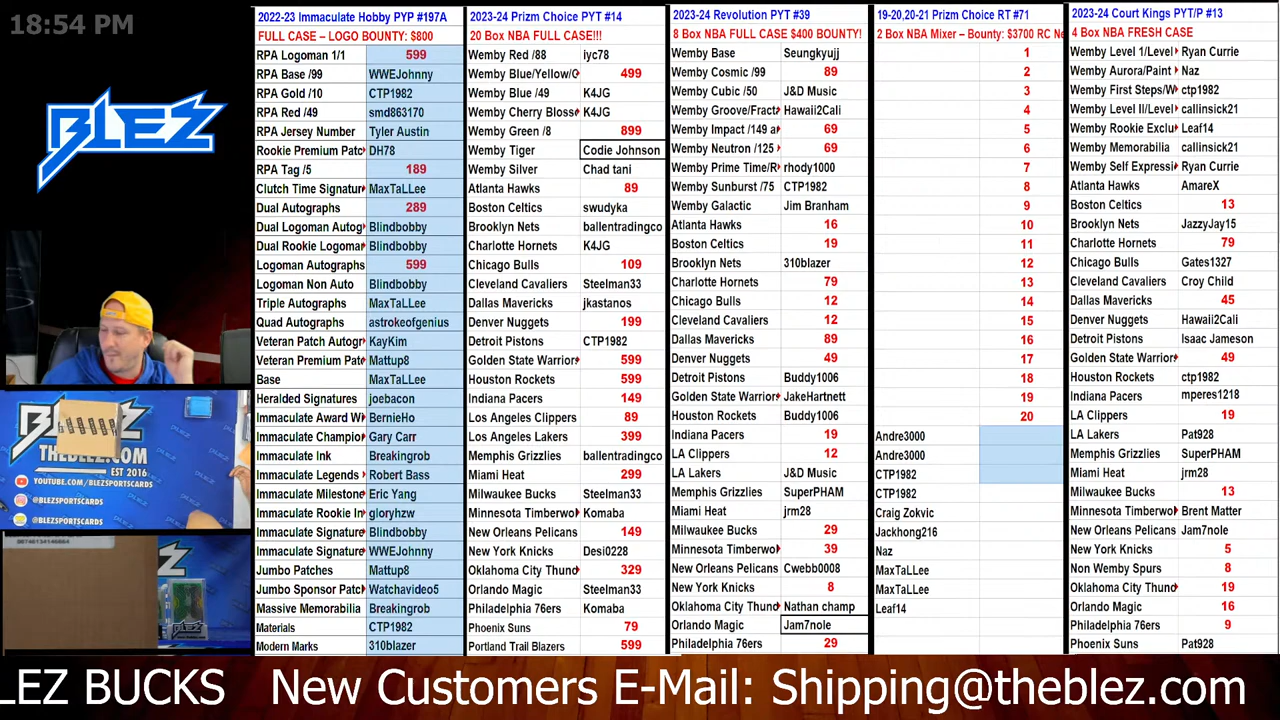 18:54 PM
BLEZ
BLEZ
THEBLEZ.COM
EST 2016
YOUTUBE.COM/BLEZSPORTSCARDS
@BLEZSPORTSCARDS
@BLEZSPORTSCARDS
BLEZ
2022-23 Immaculate Hobby PYP #197A
FULL CASE – LOGO BOUNTY: $800
RPA Logoman 1/1 599
RPA Base /99 WWEJohnny
RPA Gold /10 CTP1982
RPA Red /49 smd863170
RPA Jersey Number Tyler Austin
Rookie Premium Patc DH78
RPA Tag /5 189
Clutch Time Signatur MaxTaLLee
Dual Autographs 289
Dual Logoman Autog Blindbobby
Dual Rookie Logomar Blindbobby
Logoman Autographs 599
Logoman Non Auto Blindbobby
Triple Autographs MaxTaLLee
Quad Autographs astrokeofgenius
Veteran Patch Autogr KayKim
Veteran Premium Pat Mattup8
Base MaxTaLLee
Heralded Signatures joebacon
Immaculate Award W BernieHo
Immaculate Champio Gary Carr
Immaculate Ink Breakingrob
Immaculate Legends Robert Bass
Immaculate Milestone Eric Yang
Immaculate Rookie In gloryhzw
Immaculate Signature Blindbobby
Immaculate Signature WWEJohnny
Jumbo Patches Mattup8
Jumbo Sponsor Patc Watchavideo5
Massive Memorabilia Breakingrob
Materials CTP1982
Modern Marks 310blazer
2023-24 Prizm Choice PYT #14
20 Box NBA FULL CASE!!!
Wemby Red /88 iyc78
Wemby Blue/Yellow/G 499
Wemby Blue /49 K4JG
Wemby Cherry Blosso K4JG
Wemby Green /8 899
Wemby Tiger Codie Johnson
Wemby Silver Chad tani
Atlanta Hawks 89
Boston Celtics swudyka
Brooklyn Nets ballentradingco
Charlotte Hornets K4JG
Chicago Bulls 109
Cleveland Cavaliers Steelman33
Dallas Mavericks jkastanos
Denver Nuggets 199
Detroit Pistons CTP1982
Golden State Warrior 599
Houston Rockets 599
Indiana Pacers 149
Los Angeles Clippers 89
Los Angeles Lakers 399
Memphis Grizzlies ballentradingco
Miami Heat 299
Milwaukee Bucks Steelman33
Minnesota Timberwo Komaba
New Orleans Pelicans 149
New York Knicks Desi0228
Oklahoma City Thund 329
Orlando Magic Steelman33
Philadelphia 76ers Komaba
Phoenix Suns 79
Portland Trail Blazers 599
2023-24 Revolution PYT #39
8 Box NBA FULL CASE $400 BOUNTY!
Wemby Base Seungkyujj
Wemby Cosmic /99 89
Wemby Cubic /50 J&D Music
Wemby Groove/Fract Hawaii2Cali
Wemby Impact /149 a 69
Wemby Neutron /125 69
Wemby Prime Time/R rhody1000
Wemby Sunburst /75 CTP1982
Wemby Galactic Jim Branham
Atlanta Hawks 16
Boston Celtics 19
Brooklyn Nets 310blazer
Charlotte Hornets 79
Chicago Bulls 12
Cleveland Cavaliers 12
Dallas Mavericks 89
Denver Nuggets 49
Detroit Pistons Buddy1006
Golden State Warrior JakeHartnett
Houston Rockets Buddy1006
Indiana Pacers 19
LA Clippers 12
LA Lakers J&D Music
Memphis Grizzlies SuperPHAM
Miami Heat jrm28
Milwaukee Bucks 29
Minnesota Timberwo 39
New Orleans Pelicans Cwebb0008
New York Knicks 8
Oklahoma City Thund Nathan champ
Orlando Magic Jam7nole
Philadelphia 76ers 29
19-20,20-21 Prizm Choice RT #71
2 Box NBA Mixer – Bounty: $3700 RC Ne
1
2
3
4
5
6
7
8
9
10
11
12
13
14
15
16
17
18
19
20
Andre3000
Andre3000
CTP1982
CTP1982
Craig Zokvic
Jackhong216
Naz
MaxTaLLee
MaxTaLLee
Leaf14
2023-24 Court Kings PYT/P #13
4 Box NBA FRESH CASE
Wemby Level 1/Level Ryan Currie
Wemby Aurora/Paint Naz
Wemby First Steps/W ctp1982
Wemby Level II/Level callinsick21
Wemby Rookie Exclu Leaf14
Wemby Memorabilia callinsick21
Wemby Self Expressi Ryan Currie
Atlanta Hawks AmareX
Boston Celtics 13
Brooklyn Nets JazzyJay15
Charlotte Hornets 79
Chicago Bulls Gates1327
Cleveland Cavaliers Croy Child
Dallas Mavericks 45
Denver Nuggets Hawaii2Cali
Detroit Pistons Isaac Jameson
Golden State Warrior 49
Houston Rockets ctp1982
Indiana Pacers mperes1218
LA Clippers 19
LA Lakers Pat928
Memphis Grizzlies SuperPHAM
Miami Heat jrm28
Milwaukee Bucks 13
Minnesota Timberwo Brent Matter
New Orleans Pelicans Jam7nole
New York Knicks 5
Non Wemby Spurs 8
Oklahoma City Thund 19
Orlando Magic 16
Philadelphia 76ers 9
Phoenix Suns Pat928
LEZ BUCKS New Customers E-Mail: Shipping@theblez.com